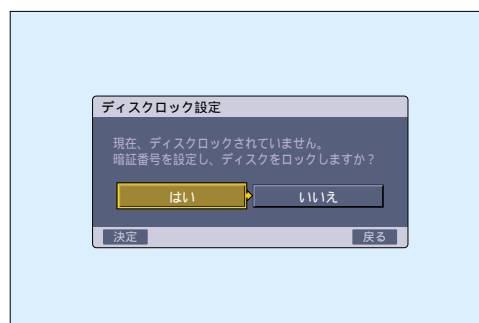 ディスクロック設定
現在、ディスクロックされていません。
暗証番号を設定し、ディスクをロックしますか？
はい いいえ
決定 戻る